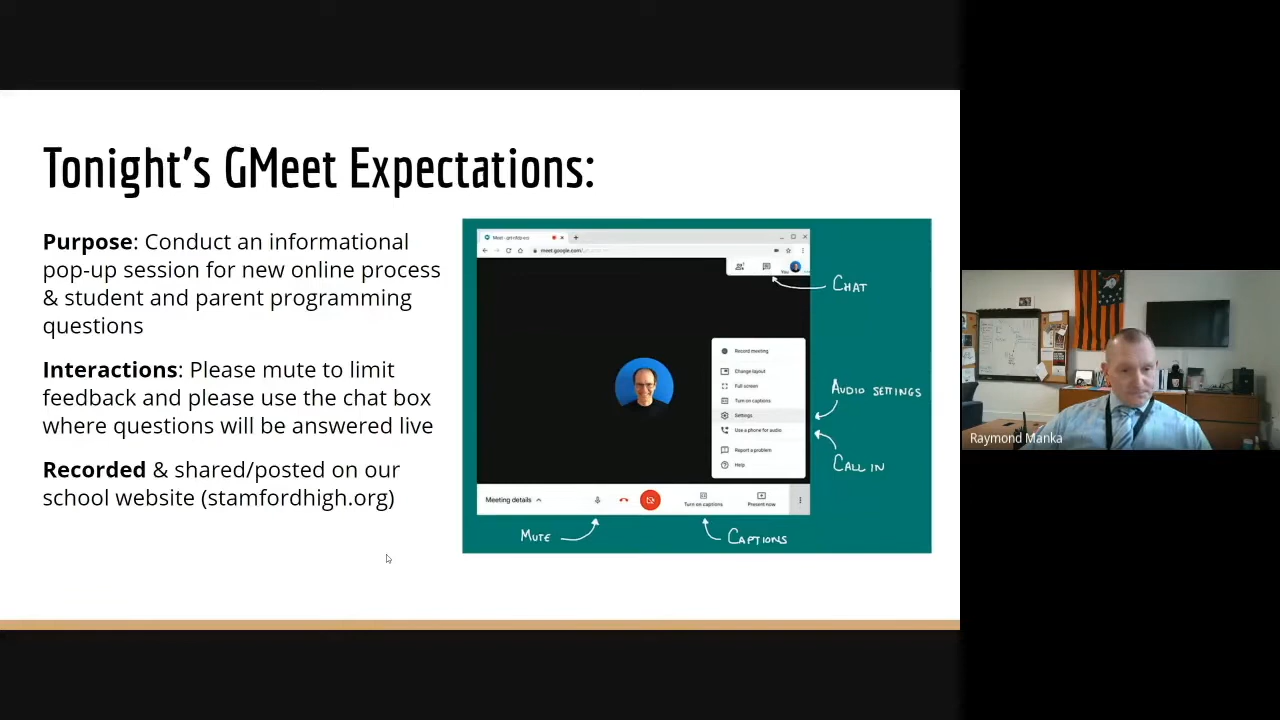 Tonight's GMeet Expectations:
Purpose: Conduct an informational
pop-up session for new online process
& student and parent programming
questions
Interactions: Please mute to limit
feedback and please use the chat box
where questions will be answered live
Recorded & shared/posted on our
school website (stamfordhigh.org)
CHAT
Record meeting
Change layout
Full screen
Turn on captions
Settings
Use a phone for audio
Report a problem
Help
AUDIO SETTINGS
CALL IN
Meeting details
Turn on captions
Present now
MUTE
CAPTIONS
Raymond Manka